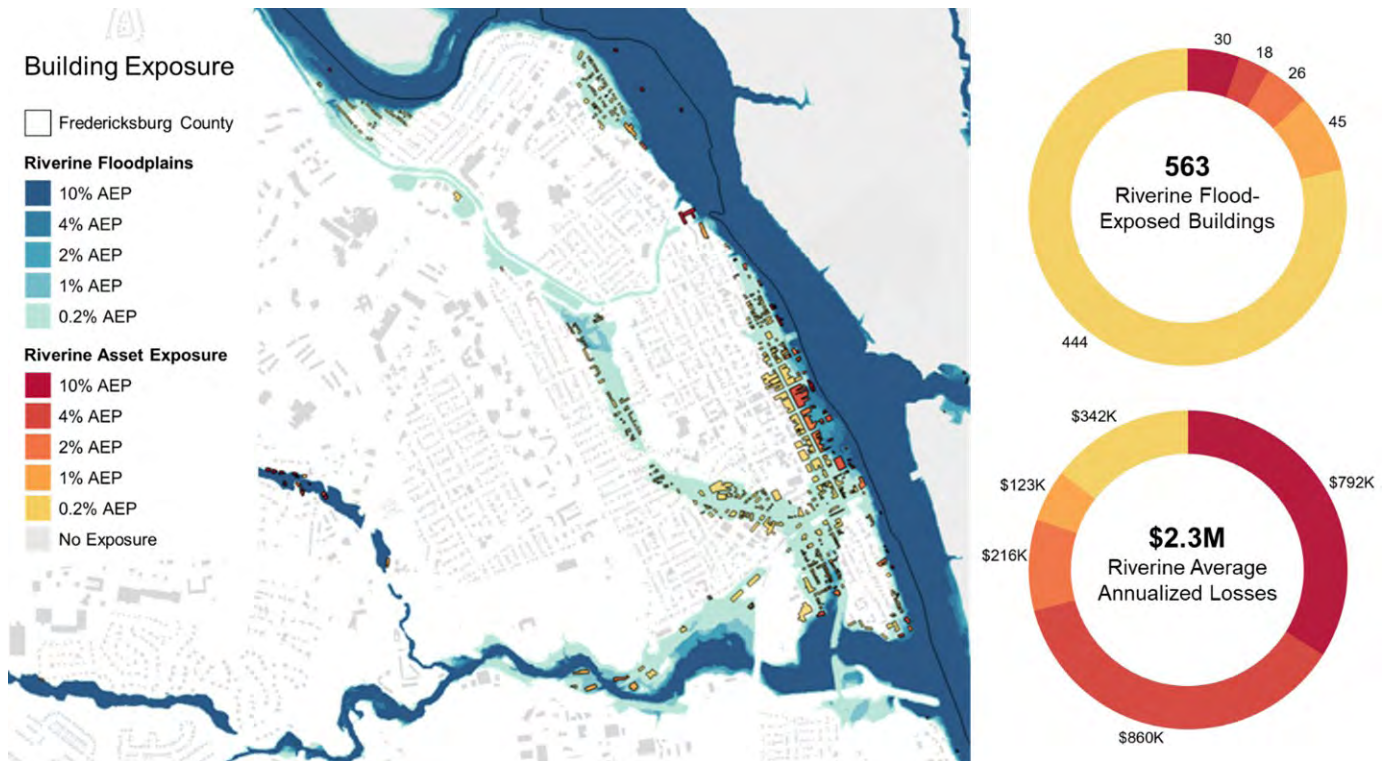 Building Exposure
Fredericksburg County
Riverine Floodplains
10% AEP
4% AEP
2% AEP
1% AEP
0.2% AEP
Riverine Asset Exposure
10% AEP
4% AEP
2% AEP
1% AEP
0.2% AEP
No Exposure
30
18
26
45
444
563
Riverine Flood-
Exposed Buildings
$342K
$792K
$123K
$216K
$860K
$2.3M
Riverine Average
Annualized Losses